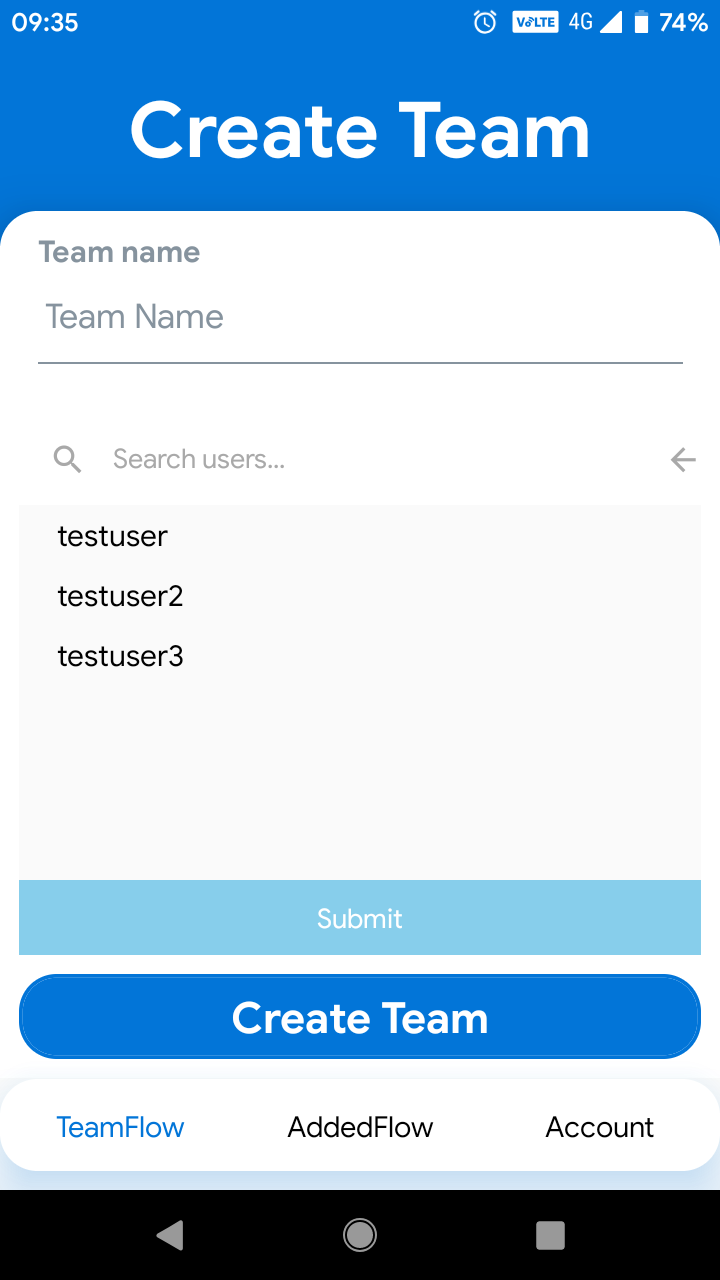 09:35 VoLTE 4G 74%
Create Team
Team name
Team Name
Search users...
testuser
testuser2
testuser3
Submit
Create Team
TeamFlow AddedFlow Account